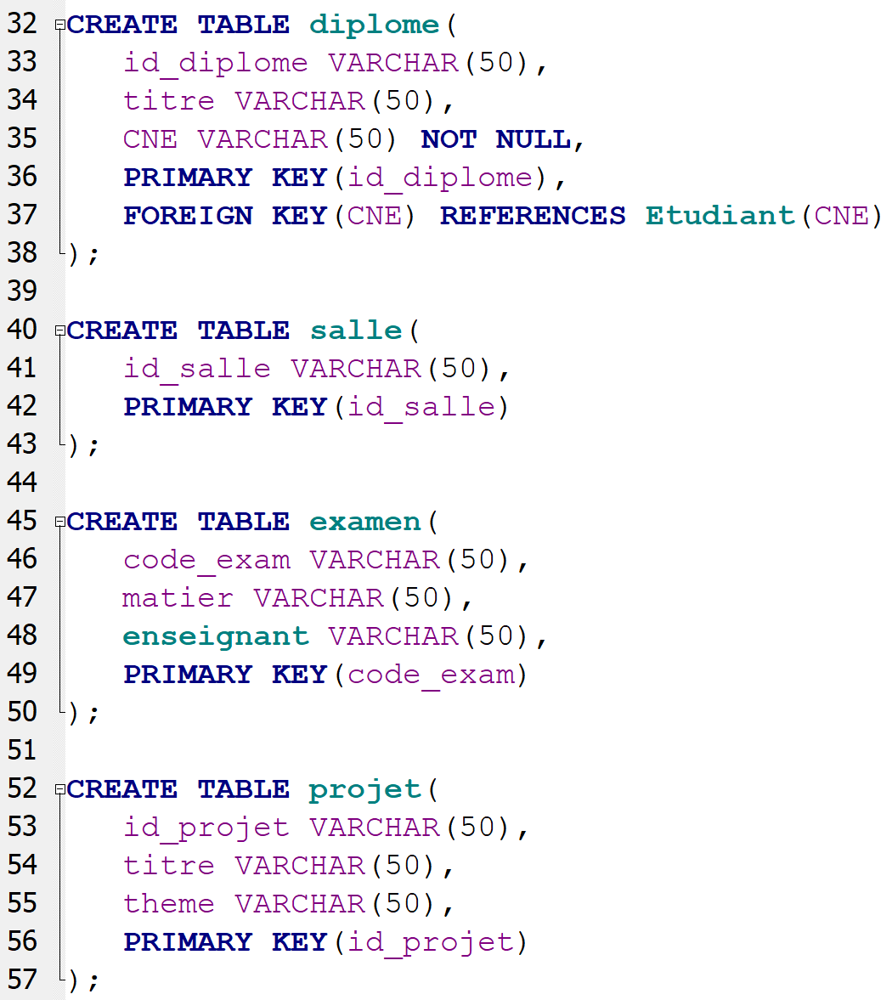 32 CREATE TABLE diplome(
33 id_diplome VARCHAR(50),
34 titre VARCHAR(50),
35 CNE VARCHAR(50) NOT NULL,
36 PRIMARY KEY(id_diplome),
37 FOREIGN KEY(CNE) REFERENCES Etudiant(CNE)
38 );
39
40 CREATE TABLE salle(
41 id_salle VARCHAR(50),
42 PRIMARY KEY(id_salle)
43 );
44
45 CREATE TABLE examen(
46 code_exam VARCHAR(50),
47 matier VARCHAR(50),
48 enseignant VARCHAR(50),
49 PRIMARY KEY(code_exam)
50 );
51
52 CREATE TABLE projet(
53 id_projet VARCHAR(50),
54 titre VARCHAR(50),
55 theme VARCHAR(50),
56 PRIMARY KEY(id_projet)
57 );